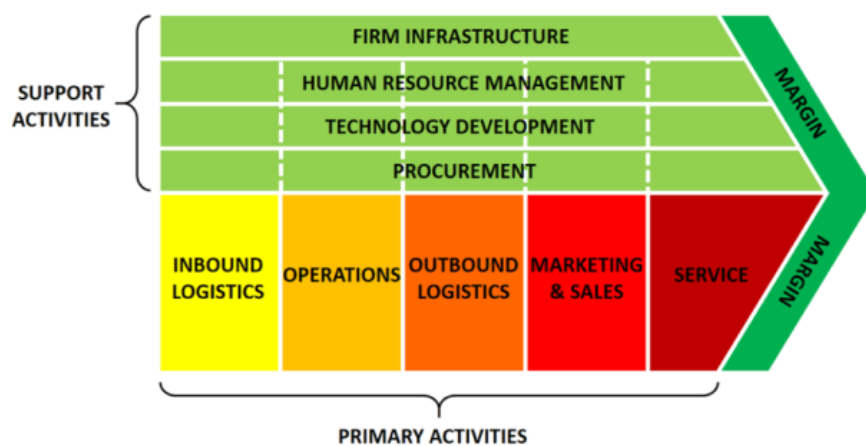 FIRM INFRASTRUCTURE
HUMAN RESOURCE MANAGEMENT
TECHNOLOGY DEVELOPMENT
PROCUREMENT
SUPPORT
ACTIVITIES
MARGIN
MARGIN
INBOUND
LOGISTICS
OPERATIONS
OUTBOUND
LOGISTICS
MARKETING
& SALES
SERVICE
PRIMARY ACTIVITIES